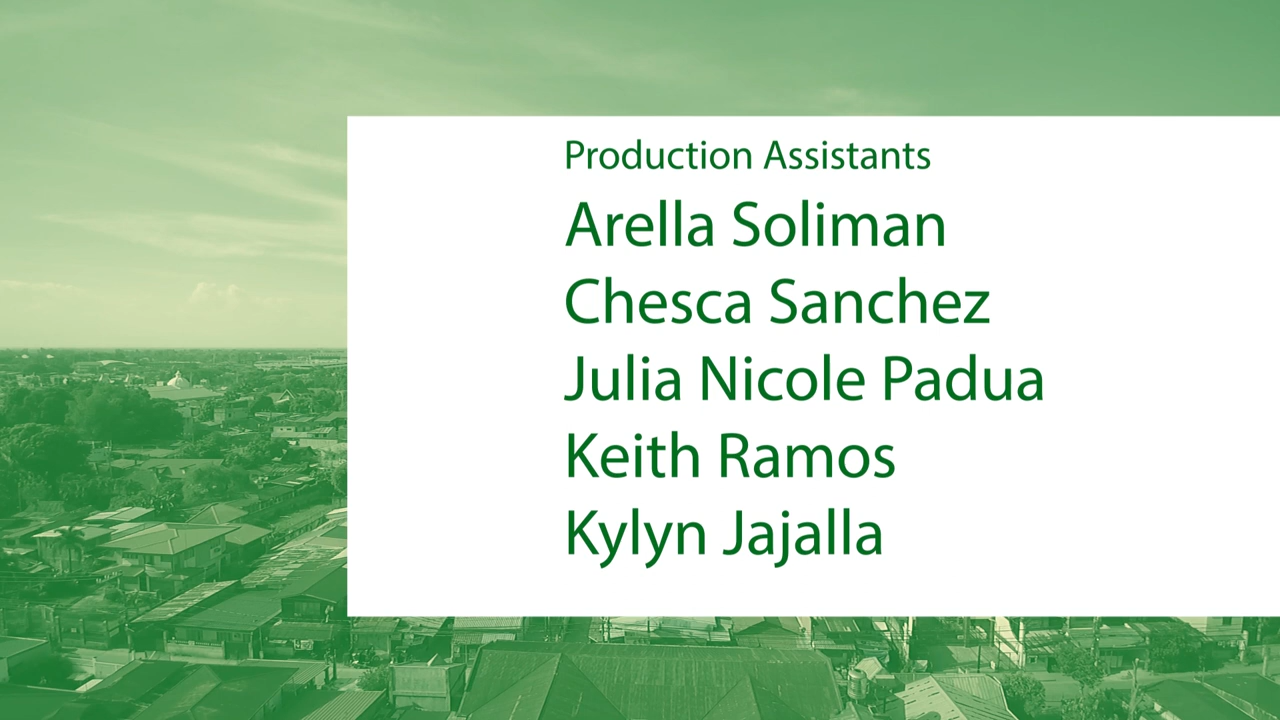 Production Assistants
Arella Soliman
Chesca Sanchez
Julia Nicole Padua
Keith Ramos
Kylyn Jajalla